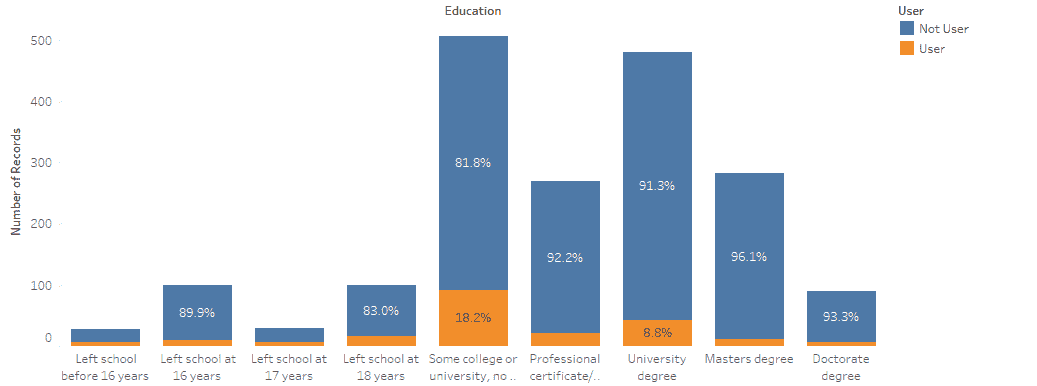 Education
User
Not User
User
Number of Records
500
400
300
200
100
0
89.9%
83.0%
81.8%
18.2%
92.2%
91.3%
8.8%
96.1%
93.3%
Left school
before 16 years
Left school at
16 years
Left school at
17 years
Left school at
18 years
Some college or
university, no ..
Professional
certificate/..
University
degree
Masters degree
Doctorate
degree